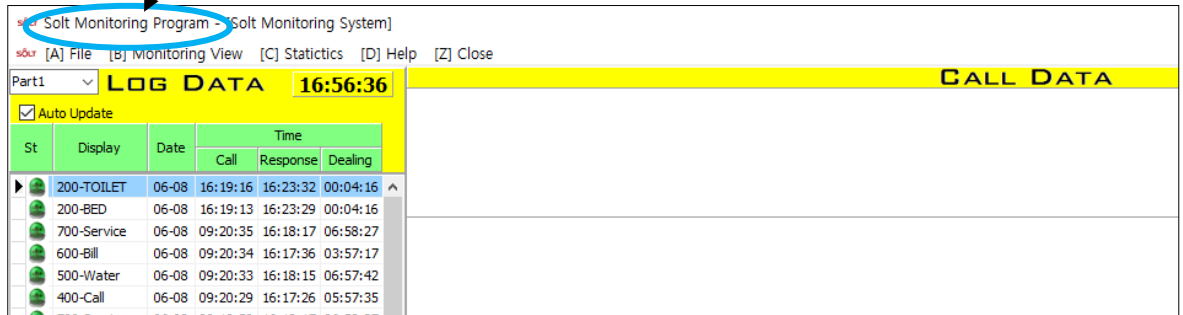 SOLT Solt Monitoring Program - [Solt Monitoring System]
SOLT [A] File [B] Monitoring View [C] Statictics [D] Help [Z] Close
Part1 LOG DATA 16:56:36 CALL DATA
Auto Update
St Display Date Time
Call Response Dealing
200-TOILET 06-08 16:19:16 16:23:32 00:04:16
200-BED 06-08 16:19:13 16:23:29 00:04:16
700-Service 06-08 09:20:35 16:18:17 06:58:27
600-Bill 06-08 09:20:34 16:17:36 03:57:17
500-Water 06-08 09:20:33 16:18:15 06:57:42
400-Call 06-08 09:20:29 16:17:26 05:57:35